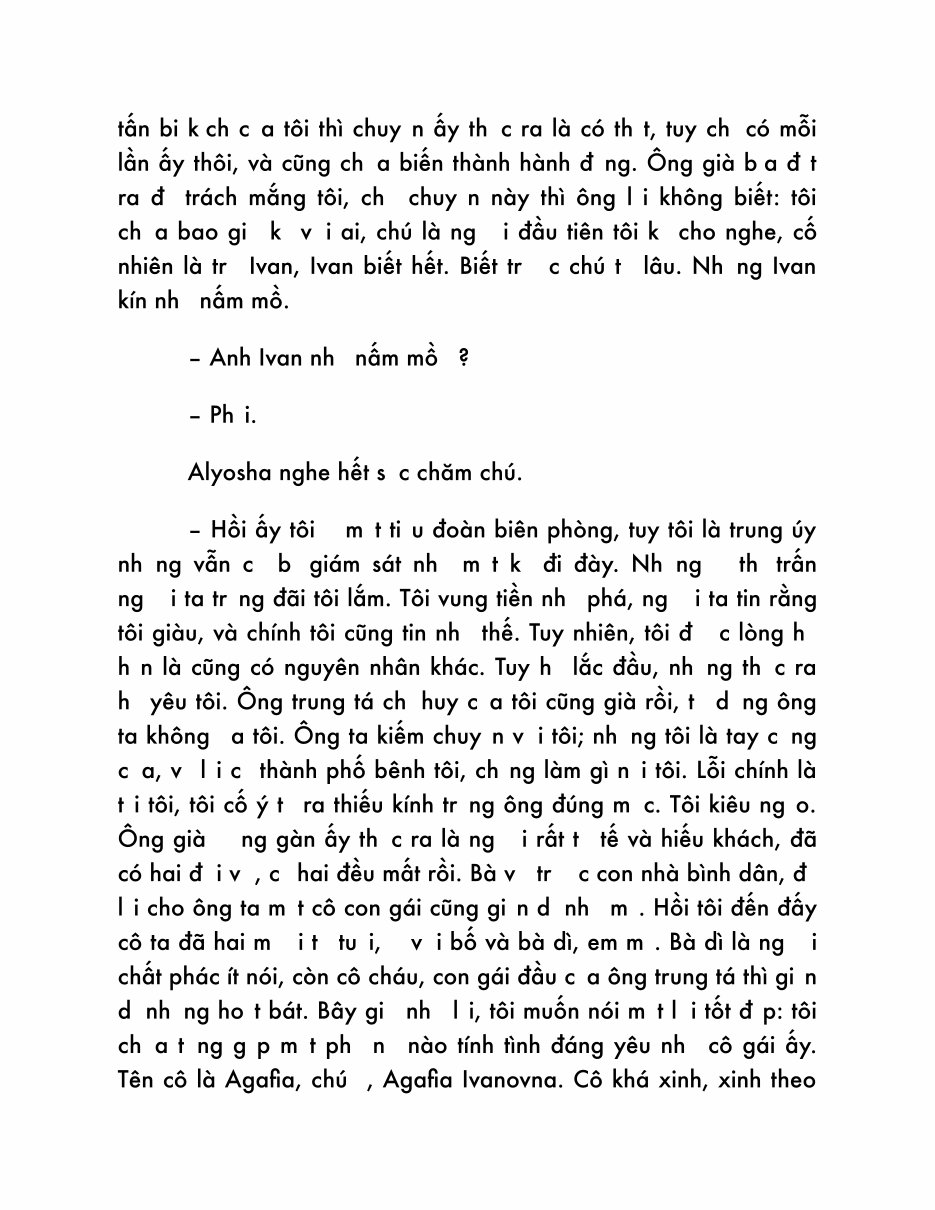 tấn bi k ch c a tôi thì chuy n ấy th c ra là có th t, tuy ch có mỗi
lần ấy thôi, và cũng ch a biến thành hành đ ng. Ông già b a đ t
ra đ trách mắng tôi, ch chuy n này thì ông l i không biết: tôi
ch a bao gi k v i ai, chú là ng i đầu tiên tôi k cho nghe, cố
nhiên là tr Ivan, Ivan biết hết. Biết tr c chú t lâu. Nh ng Ivan
kín nh nấm mồ.
– Anh Ivan nh nấm mồ ?
– Ph i.
Alyosha nghe hết s c chăm chú.
– Hồi ấy tôi m t ti u đoàn biên phòng, tuy tôi là trung úy
nh ng vẫn c b giám sát nh m t k đi đày. Nh ng th trấn
ng i ta tr ng đãi tôi lắm. Tôi vung tiền nh phá, ng i ta tin rằng
tôi giàu, và chính tôi cũng tin nh thế. Tuy nhiên, tôi đ c lòng h
h n là cũng có nguyên nhân khác. Tuy h lắc đầu, nh ng th c ra
h yêu tôi. Ông trung tá ch huy c a tôi cũng già rồi, t d ng ông
ta không a tôi. Ông ta kiếm chuy n v i tôi; nh ng tôi là tay c ng
c a, v l i c thành phố bênh tôi, ch ng làm gì n i tôi. Lỗi chính là
t i tôi, tôi cố ý t ra thiếu kính tr ng ông đúng m c. Tôi kiêu ng o.
Ông già ng gàn ấy th c ra là ng i rất t tế và hiếu khách, đã
có hai đ i v , c hai đều mất rồi. Bà v tr c con nhà bình dân, đ
l i cho ông ta m t cô con gái cũng gi n d nh m . Hồi tôi đến đấy
cô ta đã hai m i t tu i, v i bố và bà dì, em m . Bà dì là ng i
chất phác ít nói, còn cô cháu, con gái đầu c a ông trung tá thì gi n
d nh ng ho t bát. Bây gi nh l i, tôi muốn nói m t l i tốt đ p: tôi
ch a t ng g p m t ph n nào tính tình đáng yêu nh cô gái ấy.
Tên cô là Agafia, chú , Agafia Ivanovna. Cô khá xinh, xinh theo